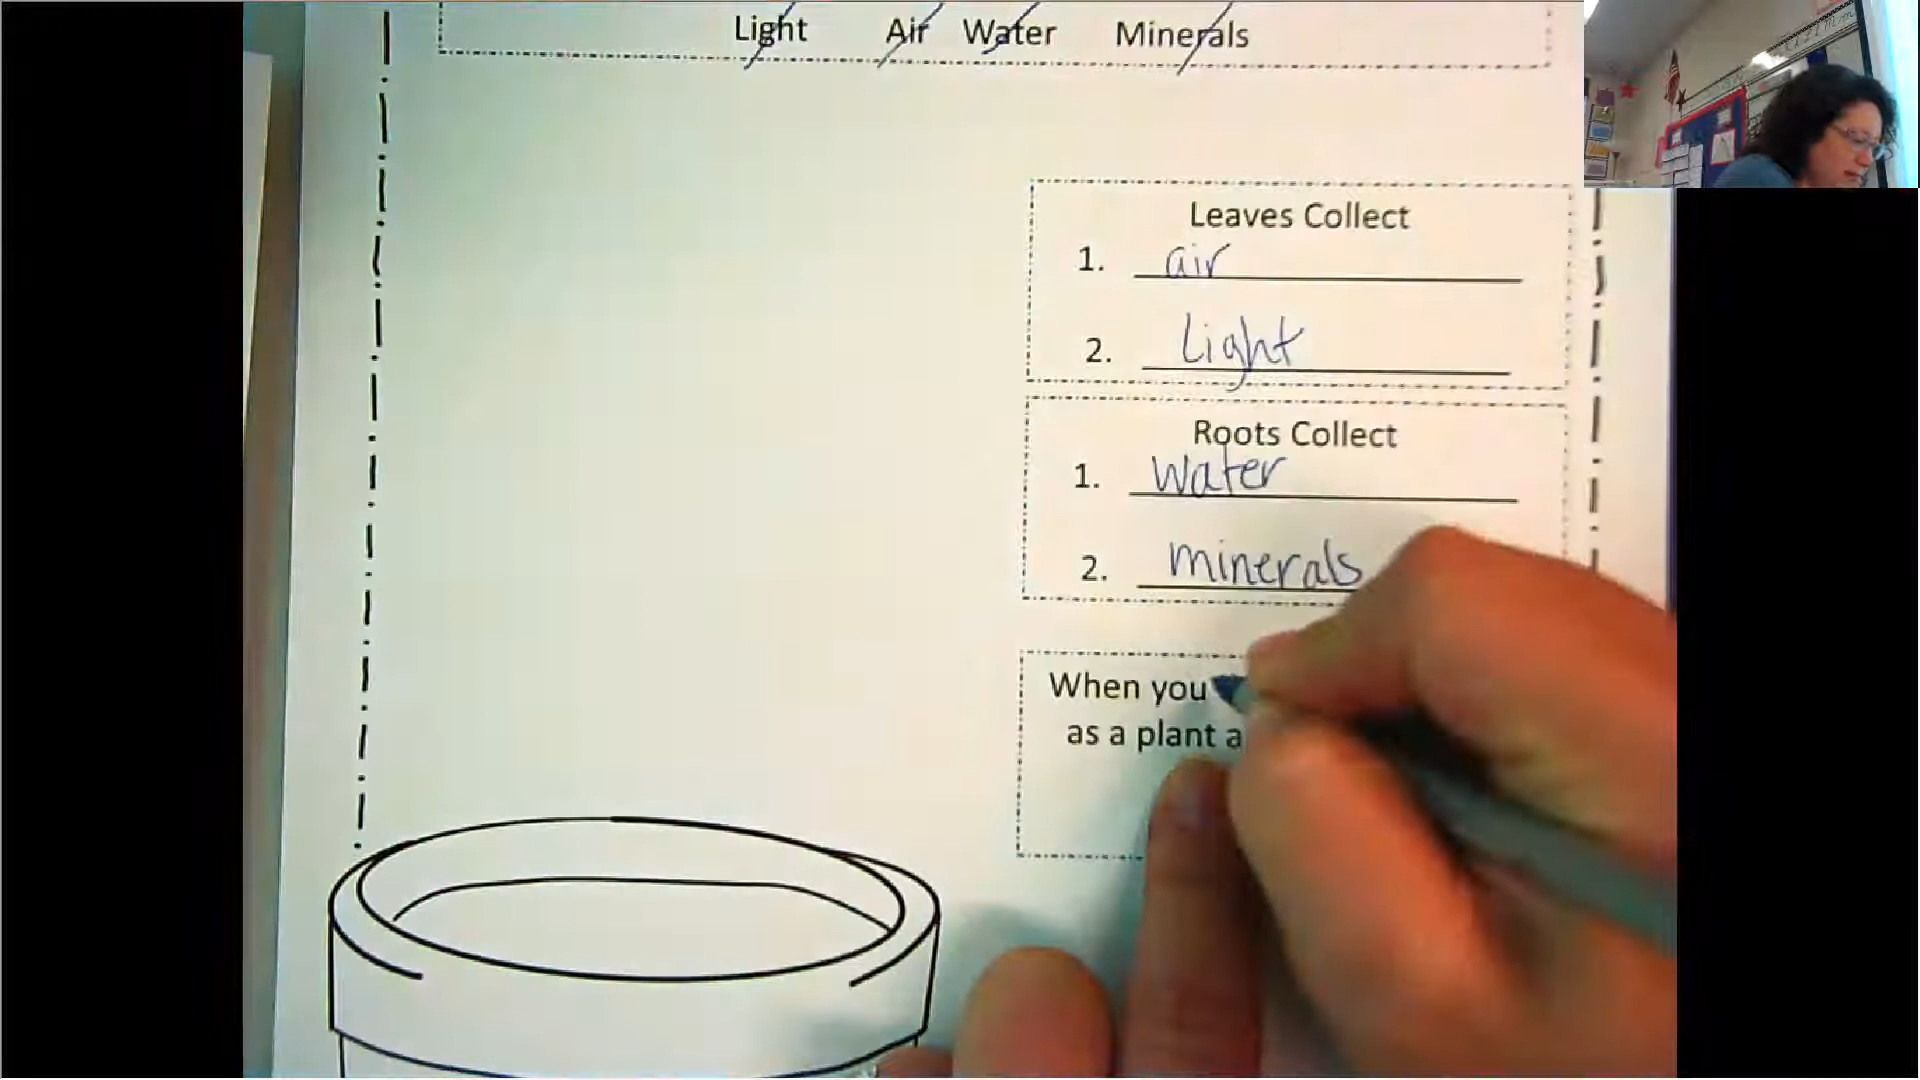 Light Air Water Minerals
Leaves Collect
1. air
2. Light
Roots Collect
1. Water
2. minerals
When you
as a plant a